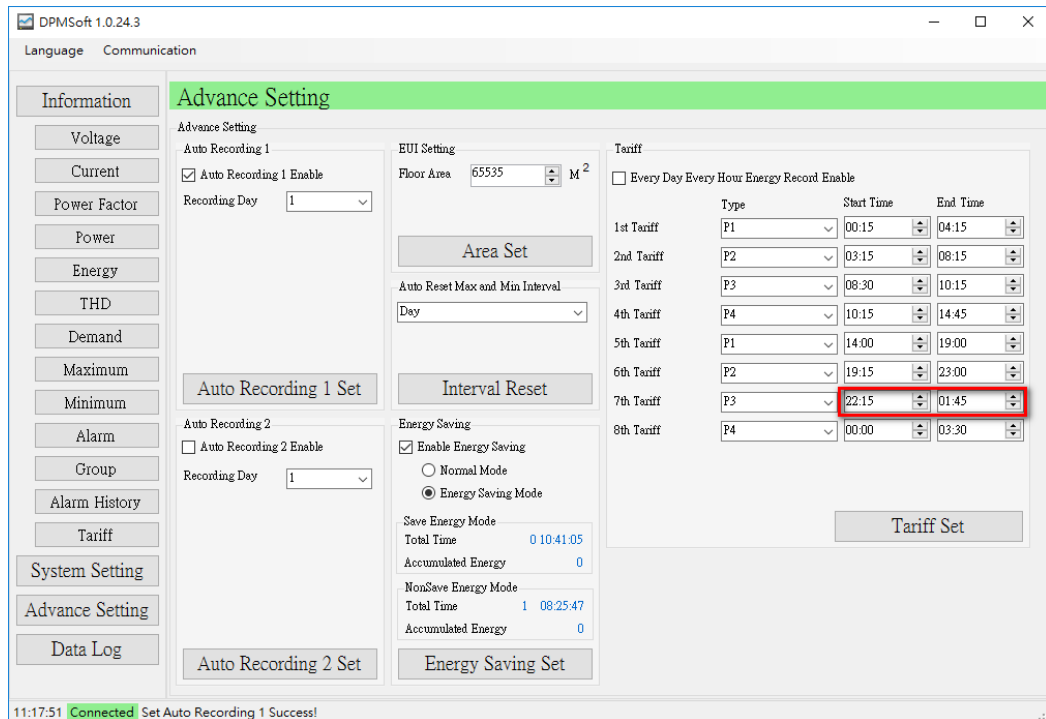 DPMSoft 1.0.24.3
Language Communication
Information
Voltage
Current
Power Factor
Power
Energy
THD
Demand
Maximum
Minimum
Alarm
Group
Alarm History
Tariff
System Setting
Advance Setting
Data Log
Advance Setting
Advance Setting
Auto Recording 1
Auto Recording 1 Enable
Recording Day 1
Auto Recording 1 Set
Auto Recording 2
Auto Recording 2 Enable
Recording Day 1
Auto Recording 2 Set
EUI Setting
Floor Area 65535 M 2
Area Set
Auto Reset Max and Min Interval
Day
Interval Reset
Energy Saving
Enable Energy Saving
Normal Mode
Energy Saving Mode
Save Energy Mode
Total Time 0 10:41:05
Accumulated Energy 0
NonSave Energy Mode
Total Time 1 08:25:47
Accumulated Energy 0
Energy Saving Set
Tariff
Every Day Every Hour Energy Record Enable
Type Start Time End Time
1st Tariff P1 00:15 04:15
2nd Tariff P2 03:15 08:15
3rd Tariff P3 08:30 10:15
4th Tariff P4 10:15 14:45
5th Tariff P1 14:00 19:00
6th Tariff P2 19:15 23:00
7th Tariff P3 22:15 01:45
8th Tariff P4 00:00 03:30
Tariff Set
11:17:51 Connected Set Auto Recording 1 Success!